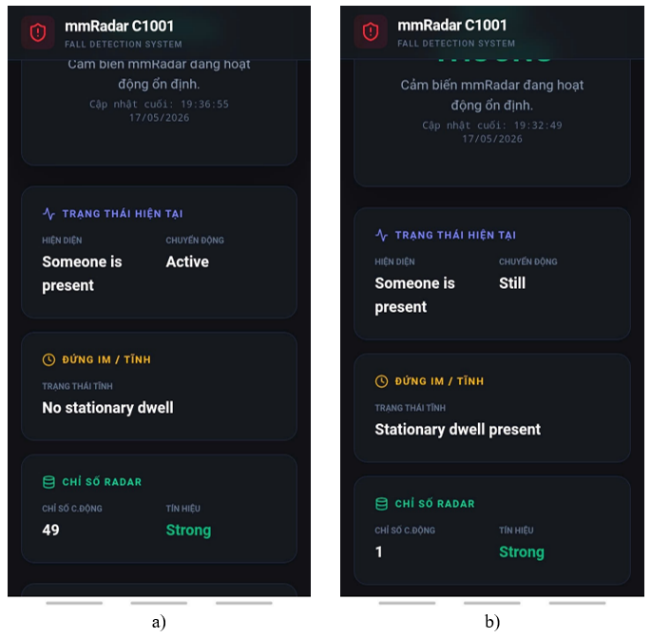 mmRadar C1001
FALL DETECTION SYSTEM
Cảm biến mmRadar đang hoạt
động ổn định.
Cập nhật cuối: 19:36:55
17/05/2026
TRẠNG THÁI HIỆN TẠI
HIỆN DIỆN
CHUYỂN ĐỘNG
Someone is
present
Active
ĐỨNG IM / TĨNH
TRẠNG THÁI TĨNH
No stationary dwell
CHỈ SỐ RADAR
CHỈ SỐ C.ĐỘNG
TÍN HIỆU
49
Strong
a)
mmRadar C1001
FALL DETECTION SYSTEM
Cảm biến mmRadar đang hoạt
động ổn định.
Cập nhật cuối: 19:32:49
17/05/2026
TRẠNG THÁI HIỆN TẠI
HIỆN DIỆN
CHUYỂN ĐỘNG
Someone is
present
Still
ĐỨNG IM / TĨNH
TRẠNG THÁI TĨNH
Stationary dwell present
CHỈ SỐ RADAR
CHỈ SỐ C.ĐỘNG
TÍN HIỆU
1
Strong
b)